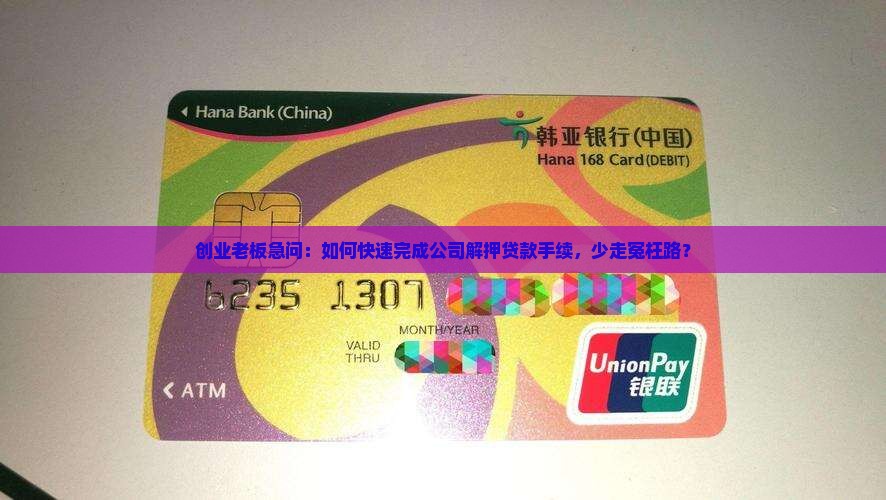 Hana Bank (China)
韩亚银行(中国)
Hana 168 Card(DEBIT)
创业老板急问：如何快速完成公司解押贷款手续，少走冤枉路？
6235 1307
MONTH/YEAR
VALID
THRU
ATM
UnionPay
银联